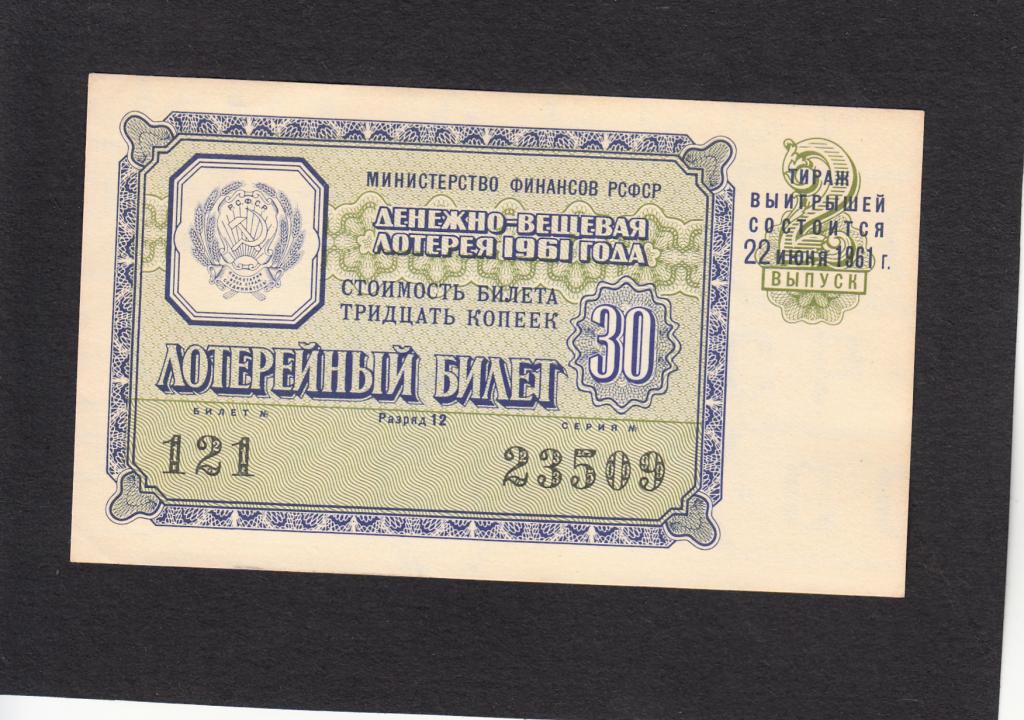 МИНИСТЕРСТВО ФИНАНСОВ РСФСР
ДЕНЕЖНО-ВЕЩЕВАЯ
ЛОТЕРЕЯ 1961 ГОДА
СТОИМОСТЬ БИЛЕТА
ТРИДЦАТЬ КОПЕЕК
30
ЛОТЕРЕЙНЫЙ БИЛЕТ
БИЛЕТ №
Разряд 12
СЕРИЯ №
121
23509
РСФСР
2
ТИРАЖ
ВЫИГРЫШЕЙ
СОСТОИТСЯ
22 июня 1961 г.
ВЫПУСК